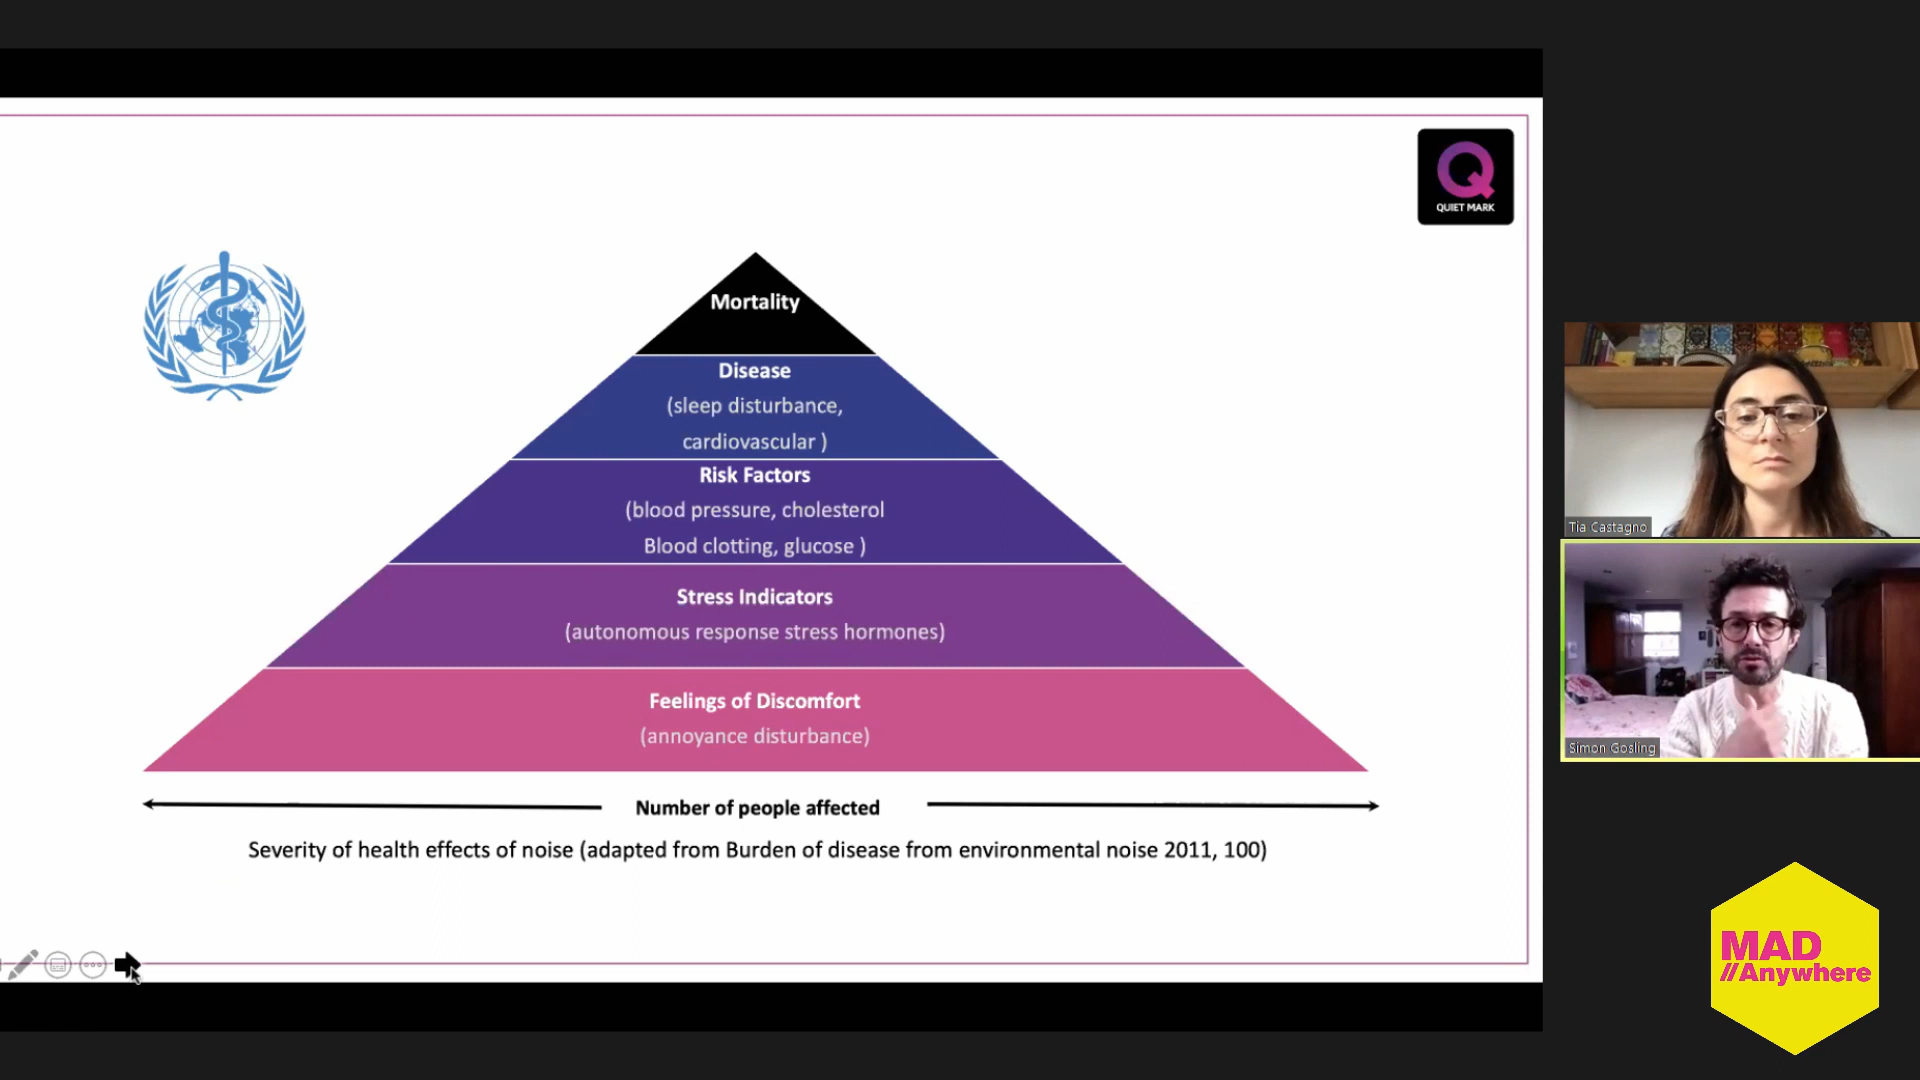 QUIET MARK
Mortality
Disease
(sleep disturbance,
cardiovascular )
Risk Factors
(blood pressure, cholesterol
Blood clotting, glucose )
Stress Indicators
(autonomous response stress hormones)
Feelings of Discomfort
(annoyance disturbance)
Number of people affected
Severity of health effects of noise (adapted from Burden of disease from environmental noise 2011, 100)
Tia Castagno
Simon Gosling
MAD
//Anywhere